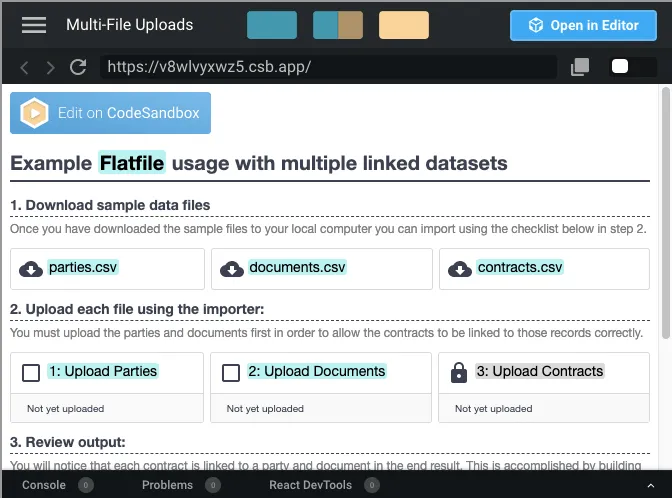 Multi-File Uploads
Open in Editor
https://v8wlvyxwz5.csb.app/
Edit on CodeSandbox
Example Flatfile usage with multiple linked datasets
1. Download sample data files
Once you have downloaded the sample files to your local computer you can import using the checklist below in step 2.
parties.csv documents.csv contracts.csv
2. Upload each file using the importer:
You must upload the parties and documents first in order to allow the contracts to be linked to those records correctly.
1: Upload Parties 2: Upload Documents 3: Upload Contracts
Not yet uploaded Not yet uploaded Not yet uploaded
3. Review output:
You will notice that each contract is linked to a party and document in the end result. This is accomplished by building
Console 0 Problems 0 React DevTools 0